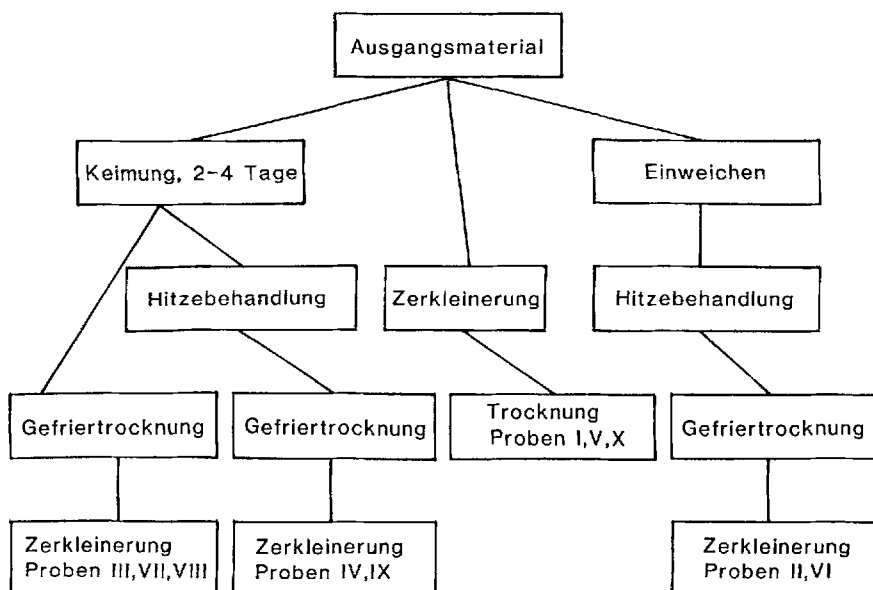 Ausgangsmaterial
Keimung, 2-4 Tage
Einweichen
Hitzebehandlung
Zerkleinerung
Hitzebehandlung
Gefriertrocknung
Gefriertrocknung
Trocknung
Proben I,V,X
Gefriertrocknung
Zerkleinerung
Proben III,VII,VIII
Zerkleinerung
Proben IV,IX
Zerkleinerung
Proben II,VI